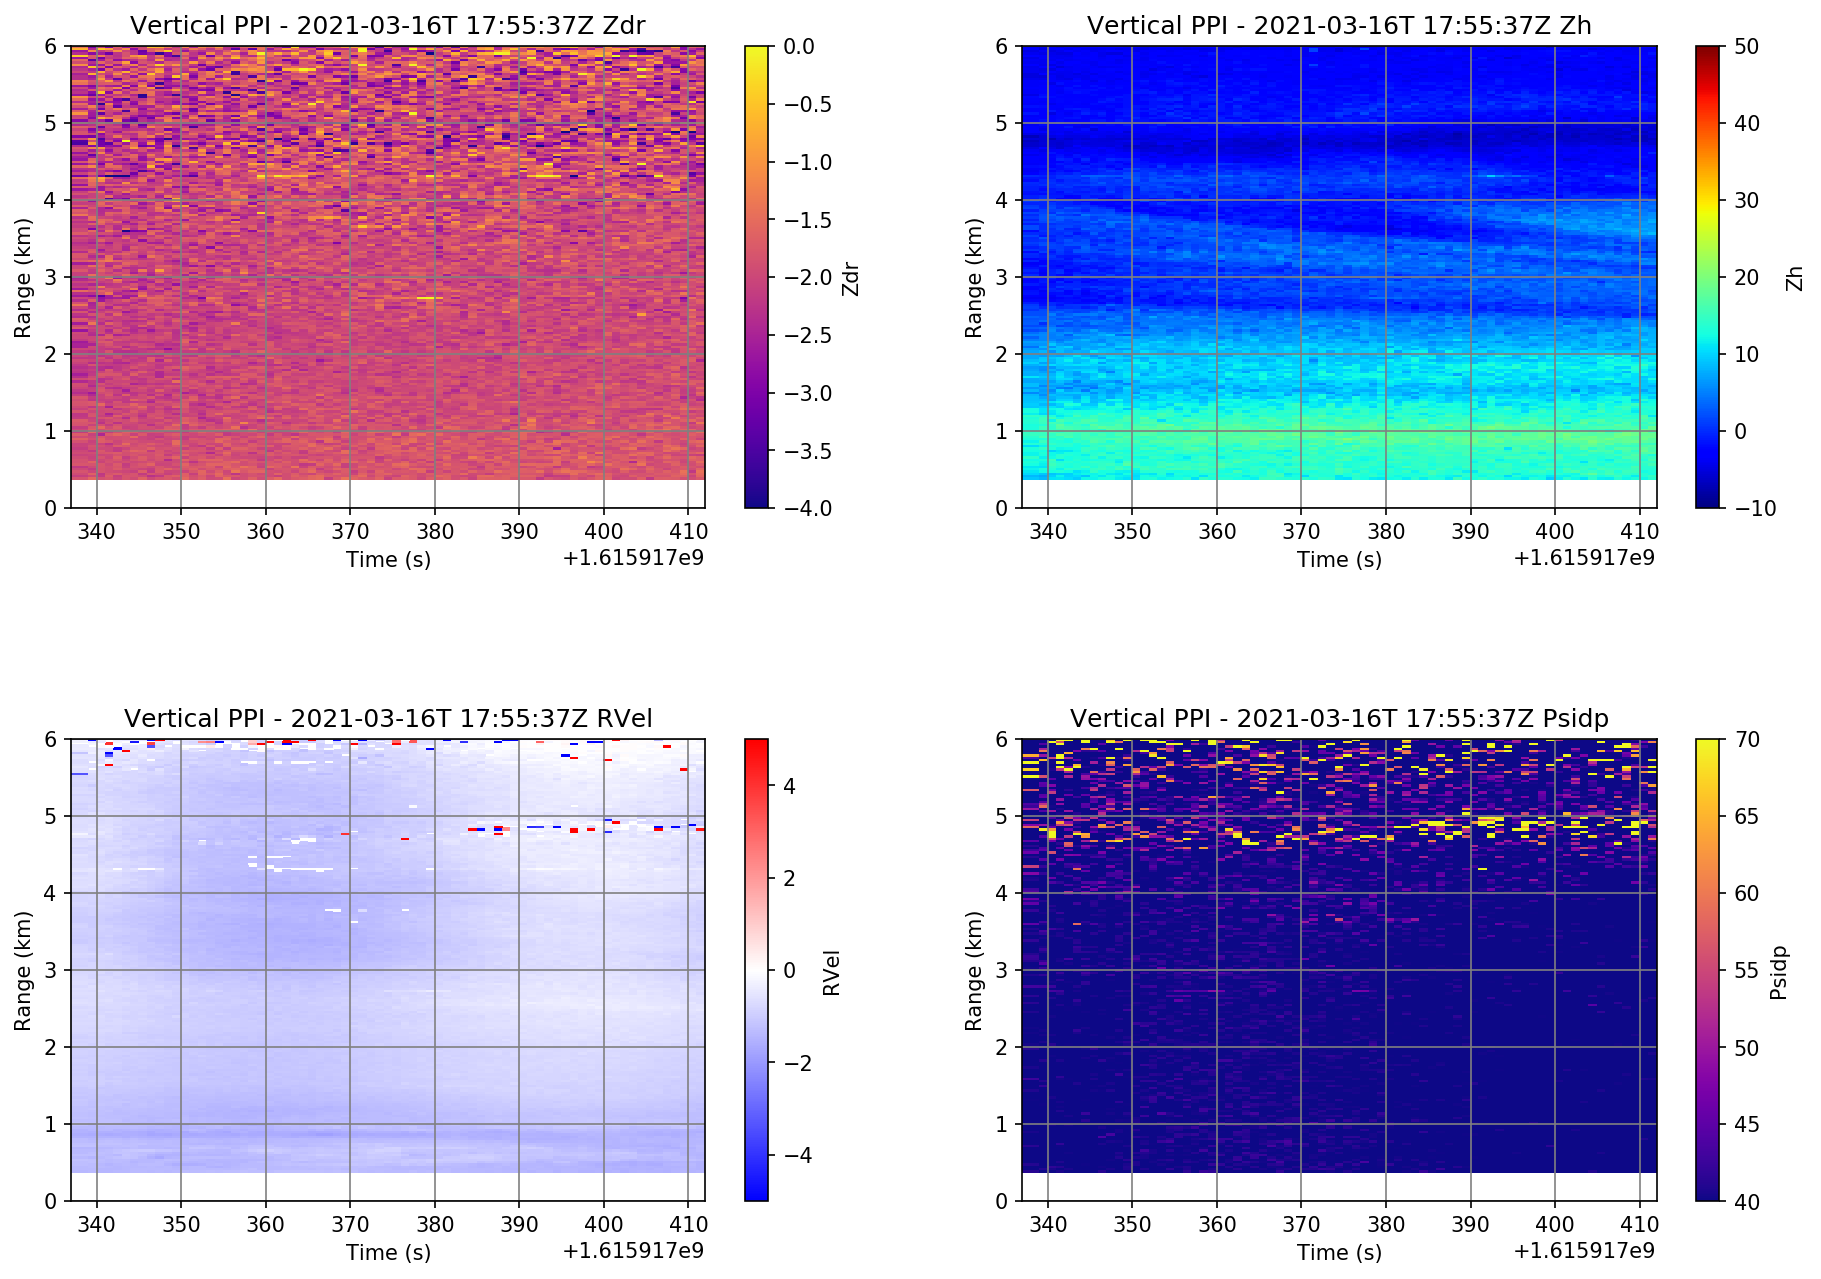 Vertical PPI - 2021-03-16T 17:55:37Z Zdr
6
5
4
3
2
1
0
Range (km)
340 350 360 370 380 390 400 410
Time (s)
+1.615917e9
0.0
−0.5
−1.0
−1.5
−2.0
−2.5
−3.0
−3.5
−4.0
Zdr
Vertical PPI - 2021-03-16T 17:55:37Z Zh
6
5
4
3
2
1
0
Range (km)
340 350 360 370 380 390 400 410
Time (s)
+1.615917e9
50
40
30
20
10
0
−10
Zh
Vertical PPI - 2021-03-16T 17:55:37Z RVel
6
5
4
3
2
1
0
Range (km)
340 350 360 370 380 390 400 410
Time (s)
+1.615917e9
4
2
0
−2
−4
RVel
Vertical PPI - 2021-03-16T 17:55:37Z Psidp
6
5
4
3
2
1
0
Range (km)
340 350 360 370 380 390 400 410
Time (s)
+1.615917e9
70
65
60
55
50
45
40
Psidp